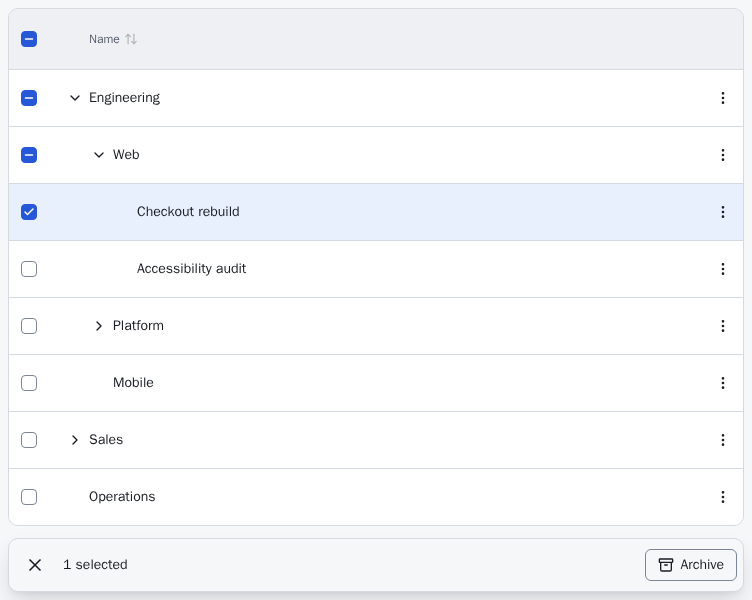 Name
Engineering
Web
Checkout rebuild
Accessibility audit
Platform
Mobile
Sales
Operations
1 selected
Archive